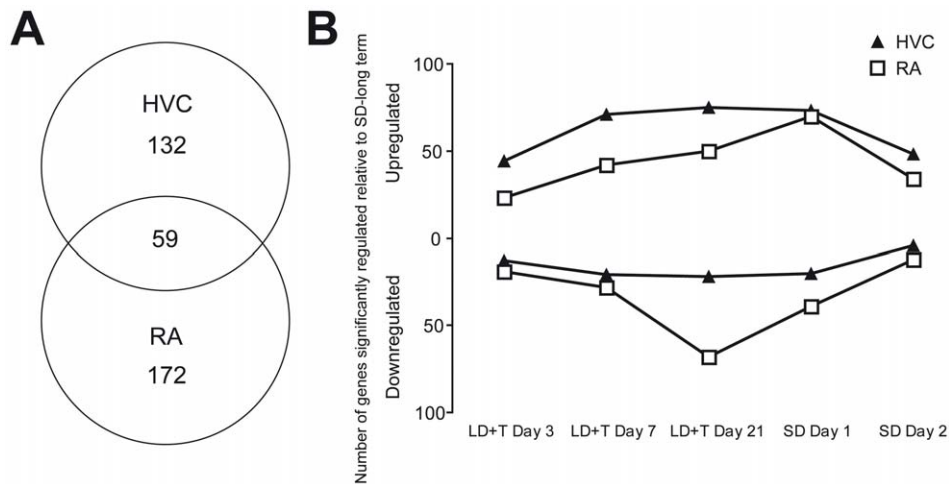 A
HVC
132
59
RA
172
B
Number of genes significantly regulated relative to SD-long term
Upregulated
Downregulated
100
50
0
50
100
HVC
RA
LD+T Day 3
LD+T Day 7
LD+T Day 21
SD Day 1
SD Day 2